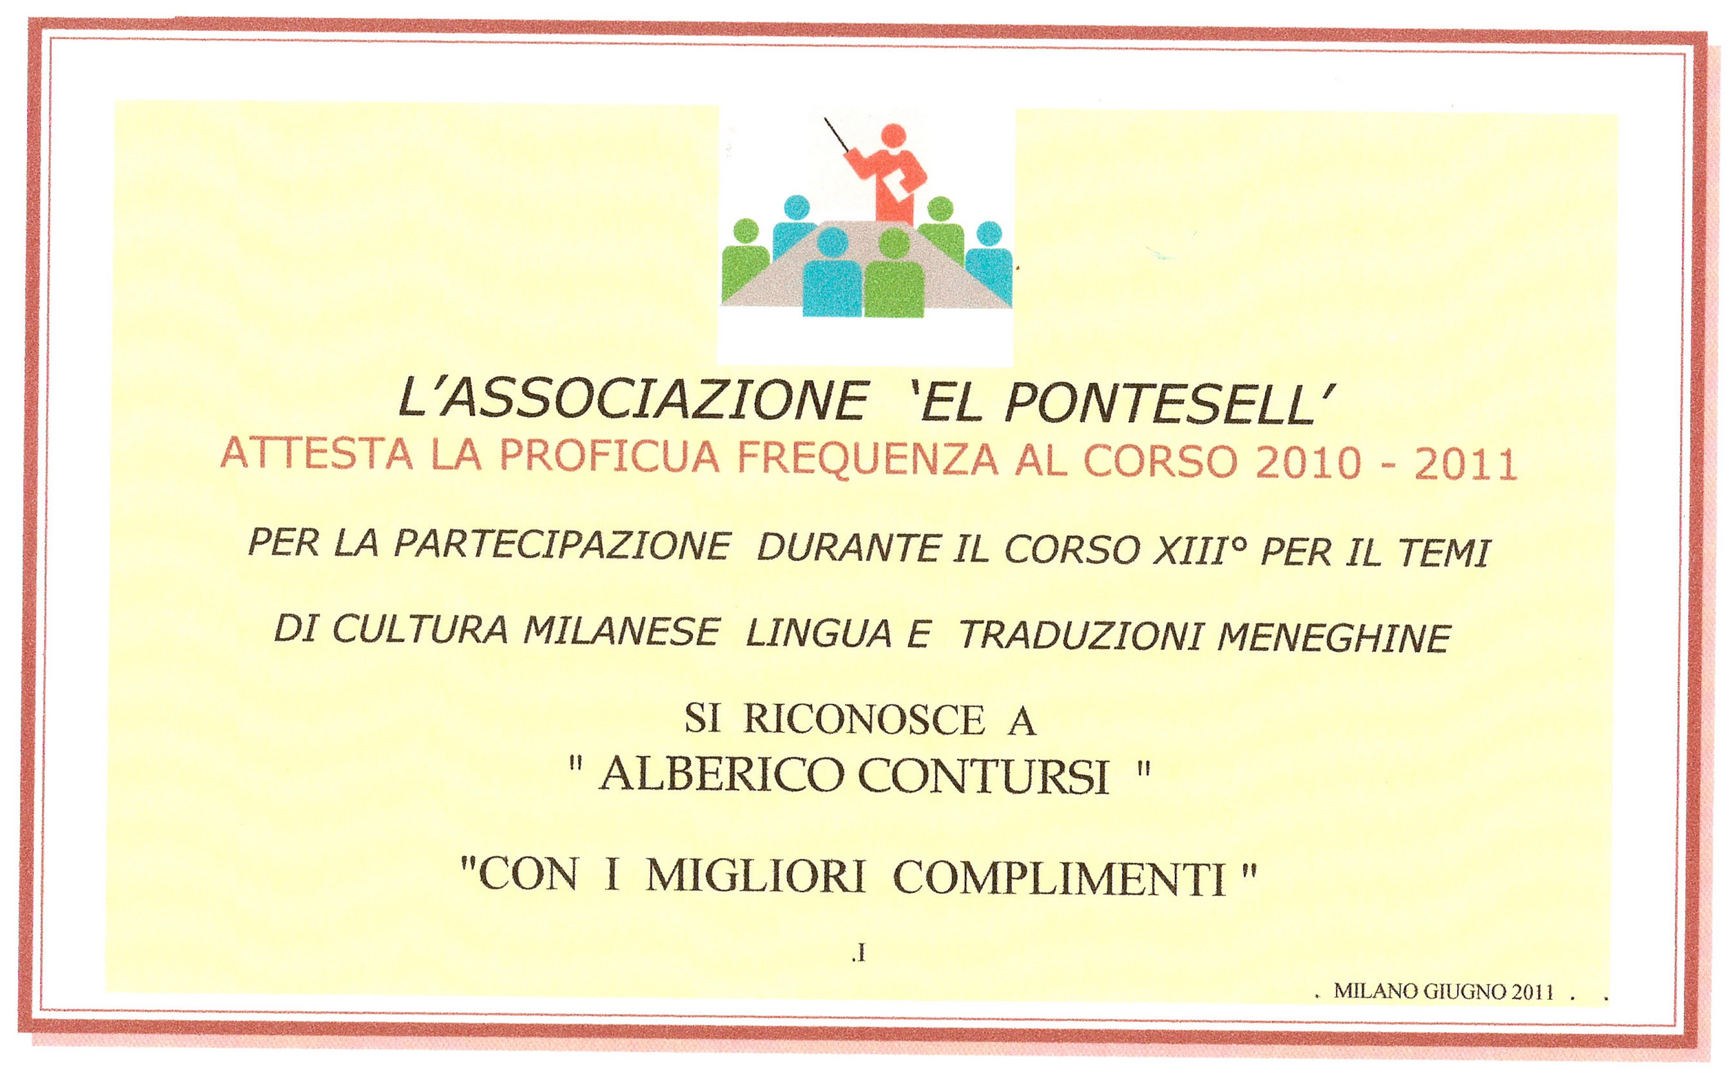 L'ASSOCIAZIONE 'EL PONTESELL'
ATTESTA LA PROFICUA FREQUENZA AL CORSO 2010 - 2011
PER LA PARTECIPAZIONE DURANTE IL CORSO XIII° PER IL TEMI
DI CULTURA MILANESE LINGUA E TRADUZIONI MENEGHINE
SI RICONOSCE A
" ALBERICO CONTURSI "
"CON I MIGLIORI COMPLIMENTI "
.I
. MILANO GIUGNO 2011 . .